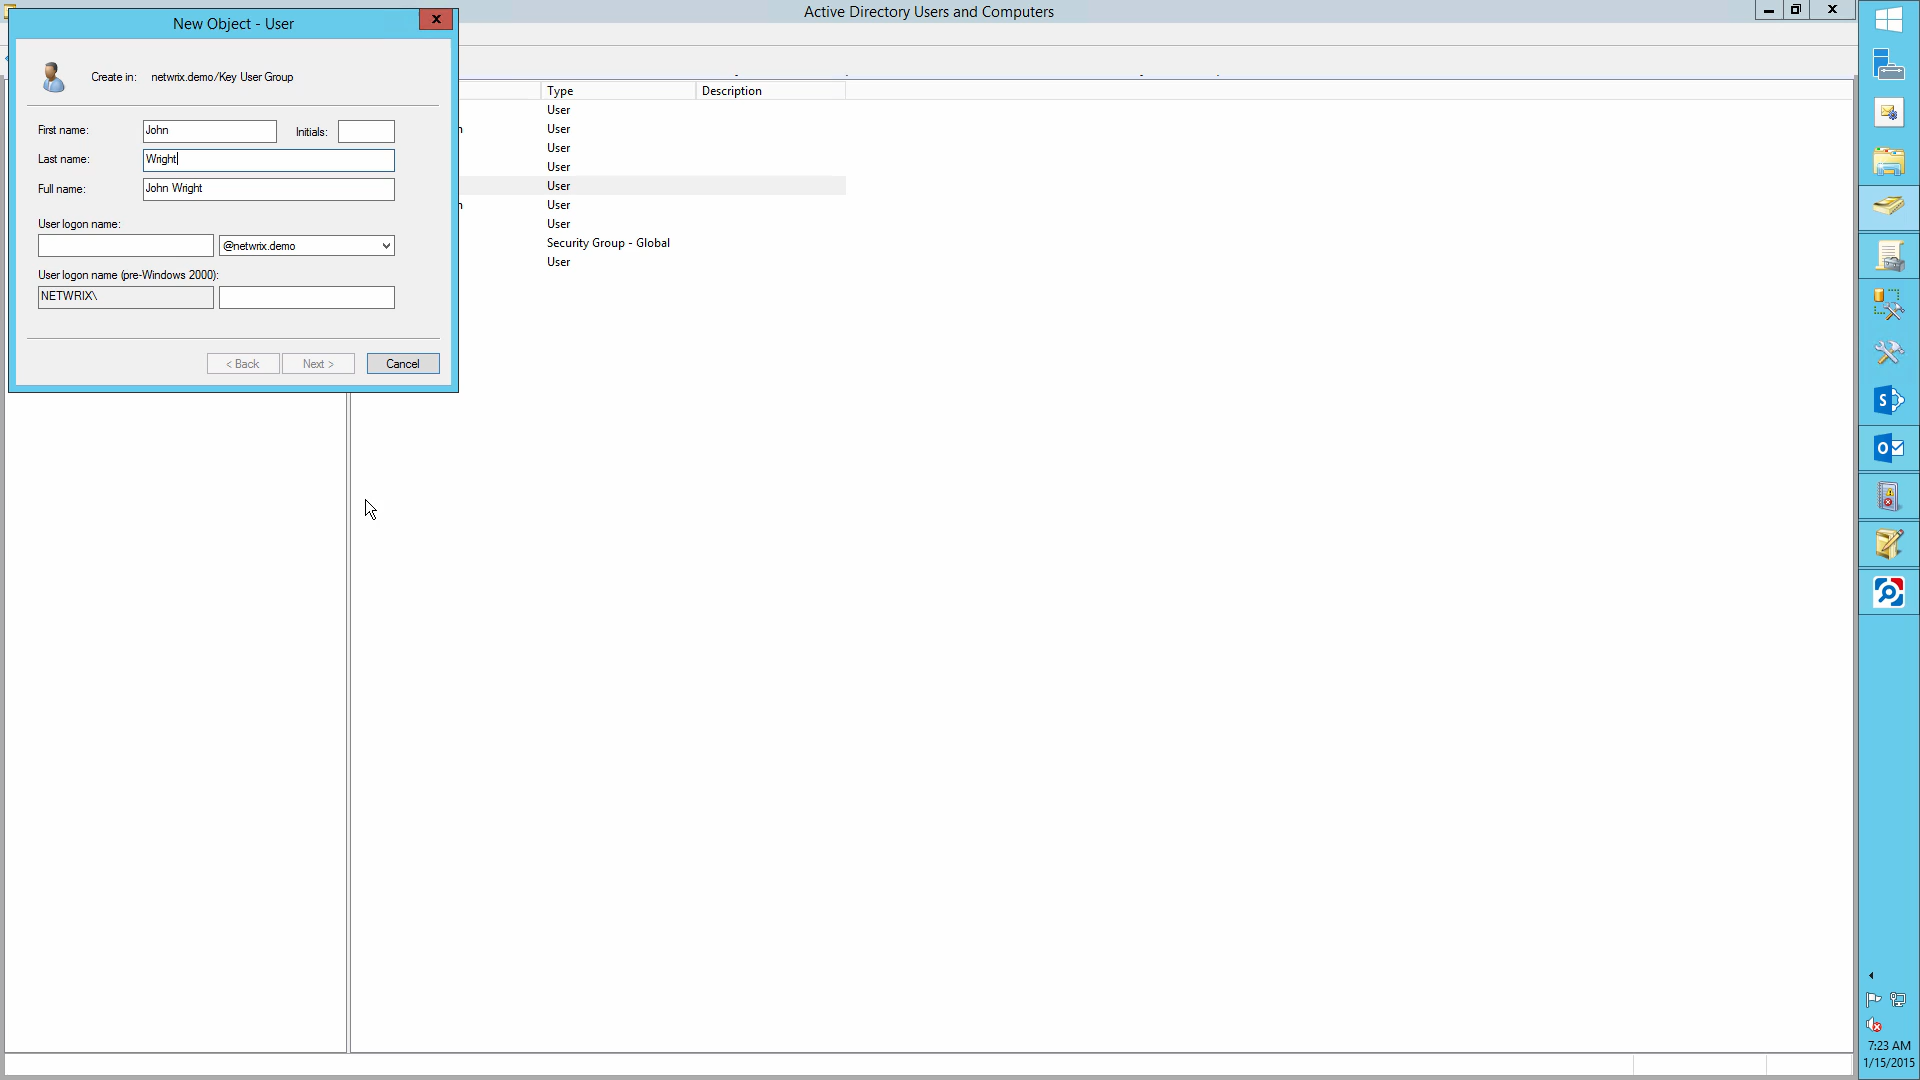 Active Directory Users and Computers
New Object - User
Create in: netwrix.demo/Key User Group
First name: John Initials:
Last name: Wright
Full name: John Wright
User logon name:
@netwrix.demo
User logon name (pre-Windows 2000):
NETWRIX\
< Back Next > Cancel
Type Description
User
User
User
User
User
User
User
Security Group - Global
User
7:23 AM
1/15/2015